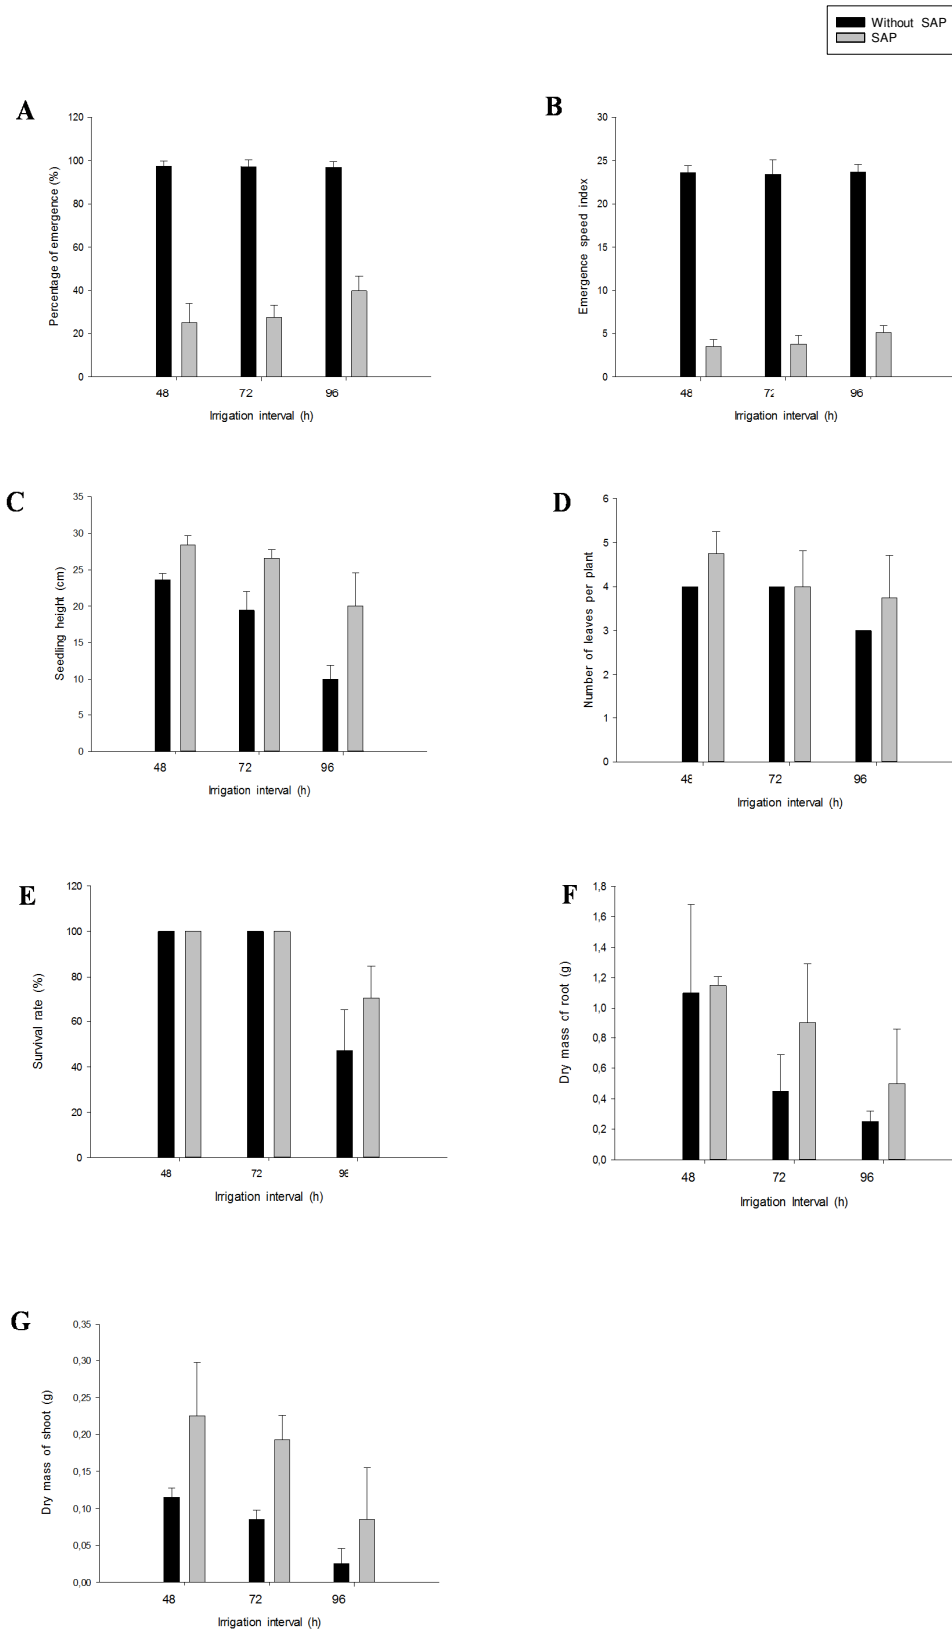 Without SAP
SAP
A
120
100
80
60
40
20
0
Percentage of emergence (%)
48 72 96
Irrigation interval (h)
B
30
25
20
15
10
5
0
Emergence speed index
48 72 96
Irrigation interval (h)
C
35
30
25
20
15
10
5
0
Seedling height (cm)
48 72 96
Irrigation interval (h)
D
6
5
4
3
2
1
0
Number of leaves per plant
48 72 96
Irrigation interval (h)
E
120
100
80
60
40
20
0
Survival rate (%)
48 72 96
Irrigation interval (h)
F
1,8
1,6
1,4
1,2
1,0
0,8
0,6
0,4
0,2
0,0
Dry mass of root (g)
48 72 96
Irrigation Interval (h)
G
0,35
0,30
0,25
0,20
0,15
0,10
0,05
0,00
Dry mass of shoot (g)
48 72 96
Irrigation interval (h)